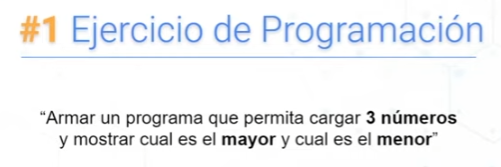 #1 Ejercicio de Programación
“Armar un programa que permita cargar 3 números
y mostrar cual es el mayor y cual es el menor”